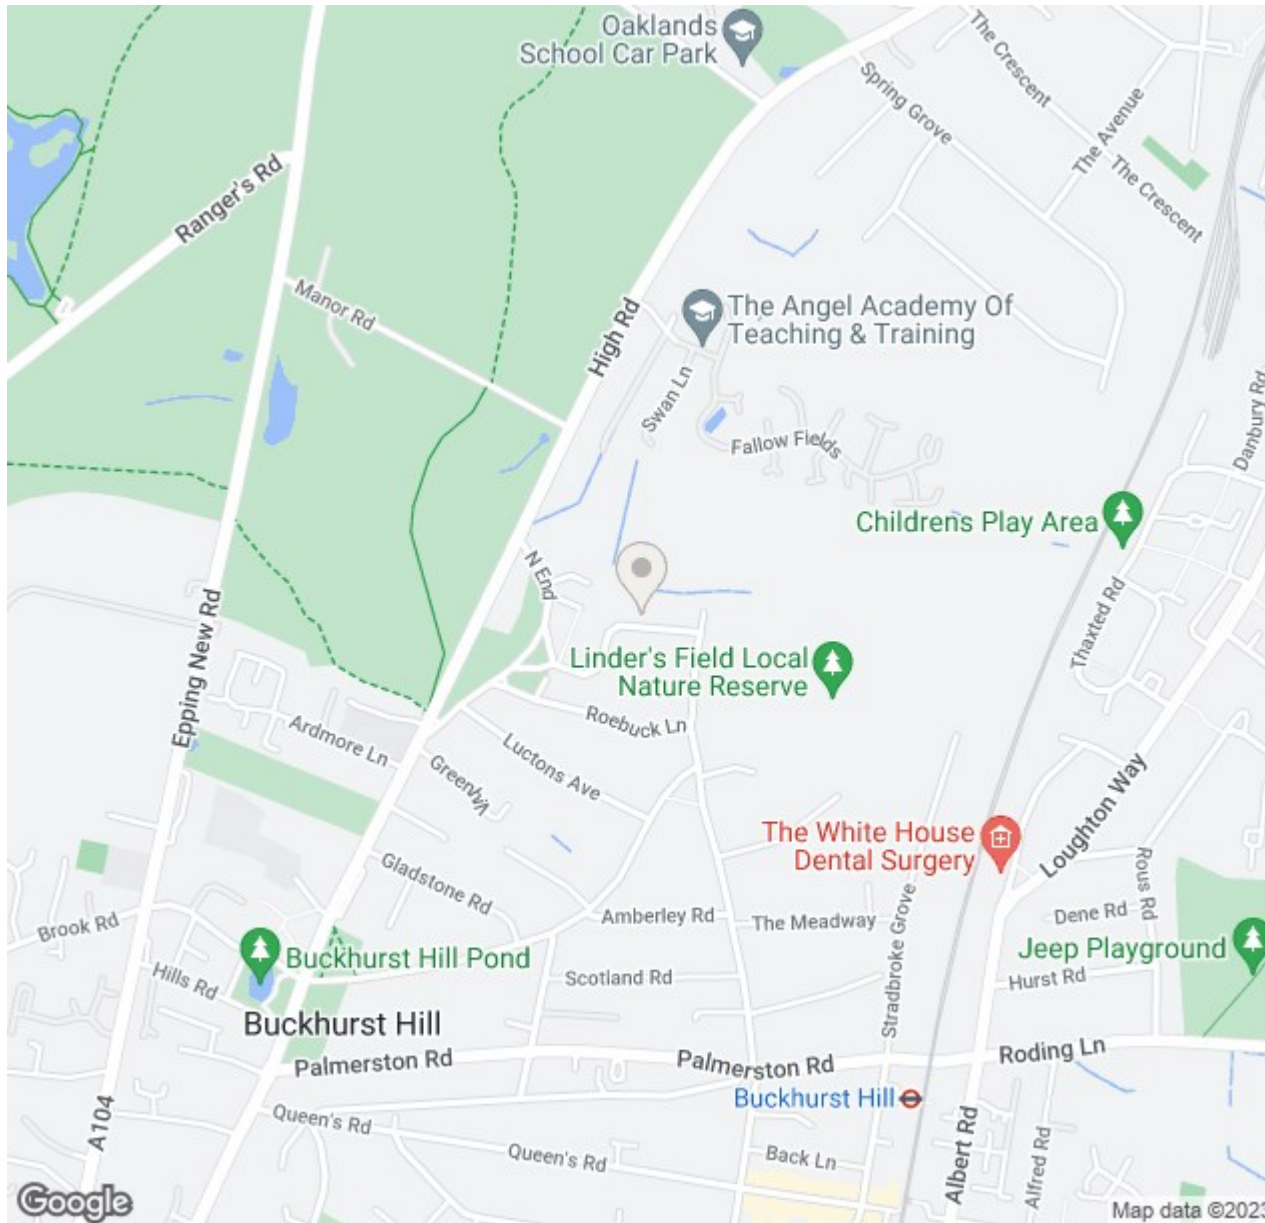 Oaklands
School Car Park
The Crescent
Spring Grove
The Avenue
The Crescent
Ranger's Rd
Manor Rd
High Rd
The Angel Academy Of
Teaching & Training
Swan Ln
Fallow Fields
Danbury Rd
Childrens Play Area
N End
Thaxted Rd
Epping New Rd
Linder's Field Local
Nature Reserve
Roebuck Ln
Ardmore Ln
Luctons Ave
Greenhill
Loughton Way
The White House
Dental Surgery
Gladstone Rd
Rous Rd
Brook Rd
Amberley Rd
The Meadway
Dene Rd
Stradbroke Grove
Buckhurst Hill Pond
Jeep Playground
Hills Rd
Scotland Rd
Hurst Rd
Buckhurst Hill
Palmerston Rd
Palmerston Rd
Roding Ln
Buckhurst Hill
A104
Queen's Rd
Queen's Rd
Back Ln
Albert Rd
Alfred Rd
Google
Map data ©2023